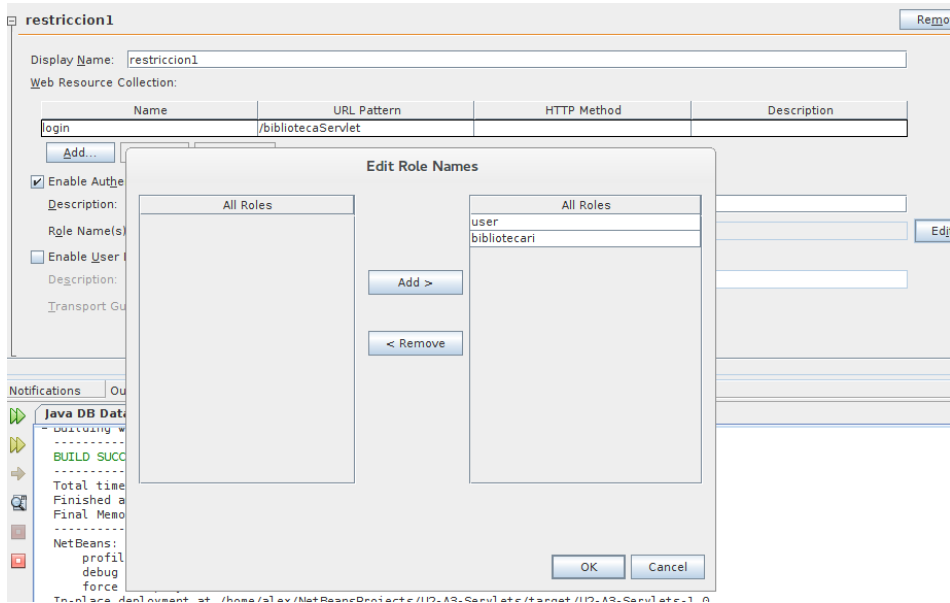 restriccion1
Remo
Display Name: restriccion1
Web Resource Collection:
Name URL Pattern HTTP Method Description
login /bibliotecaServlet
Add...
Edit Role Names
Enable Authe
Description:
All Roles All Roles
user
Role Name(s) Edi
bibliotecari
Enable User
Description:
Add >
Transport Gu
< Remove
Notifications Ou
Java DB Data
Building w
----------
BUILD SUCC
----------
Total time
Finished a
Final Memo
----------
NetBeans:
profil
debug
force
OK Cancel
In-place deployment at /home/alex/NetBeansProjects/U2-A3-Servlets/target/U2-A3-Servlets-1.0